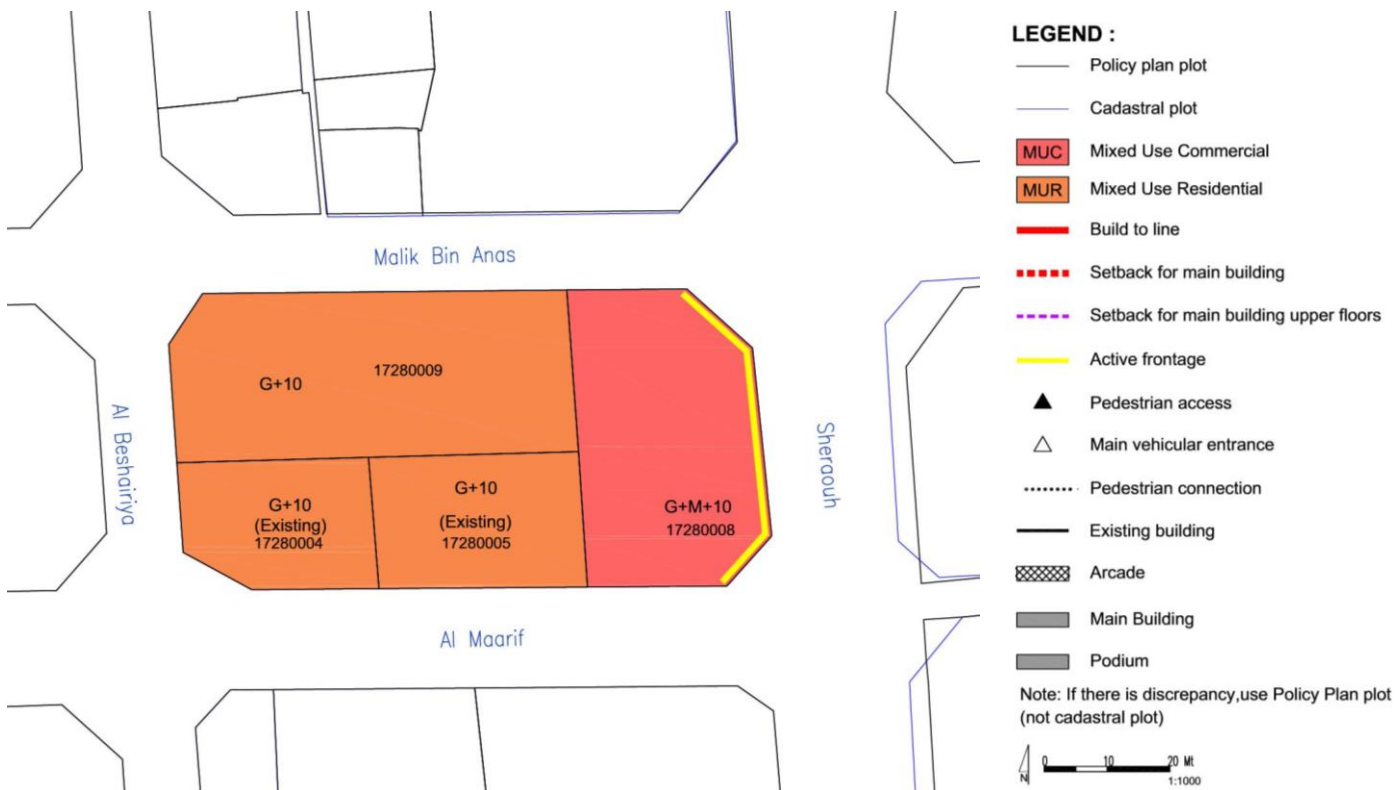 Malik Bin Anas
17280009
G+10
Al Beshairiya
Sheraouh
G+10
(Existing)
17280004
G+10
(Existing)
17280005
G+M+10
17280008
Al Maarif
LEGEND :
Policy plan plot
Cadastral plot
MUC Mixed Use Commercial
MUR Mixed Use Residential
Build to line
Setback for main building
Setback for main building upper floors
Active frontage
Pedestrian access
Main vehicular entrance
Pedestrian connection
Existing building
Arcade
Main Building
Podium
Note: If there is discrepancy,use Policy Plan plot
(not cadastral plot)
N
0 10 20 Mt
1:1000